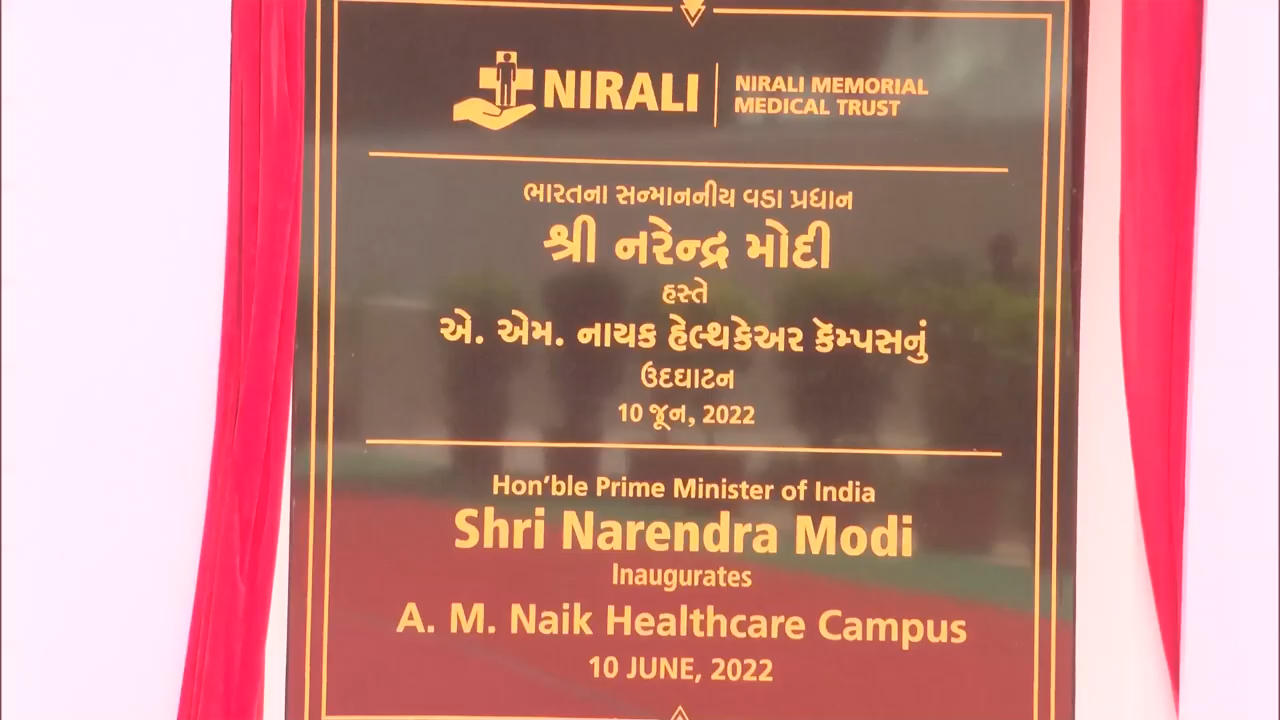 NIRALI
NIRALI MEMORIAL
MEDICAL TRUST
ભારતના સન્માનનીય વડા પ્રધાન
શ્રી નરેન્દ્ર મોદી
હસ્તે
એ. એમ. નાયક હેલ્થકેઅર કૅમ્પસનું
ઉદઘાટન
10 જૂન, 2022
Hon'ble Prime Minister of India
Shri Narendra Modi
Inaugurates
A. M. Naik Healthcare Campus
10 JUNE, 2022